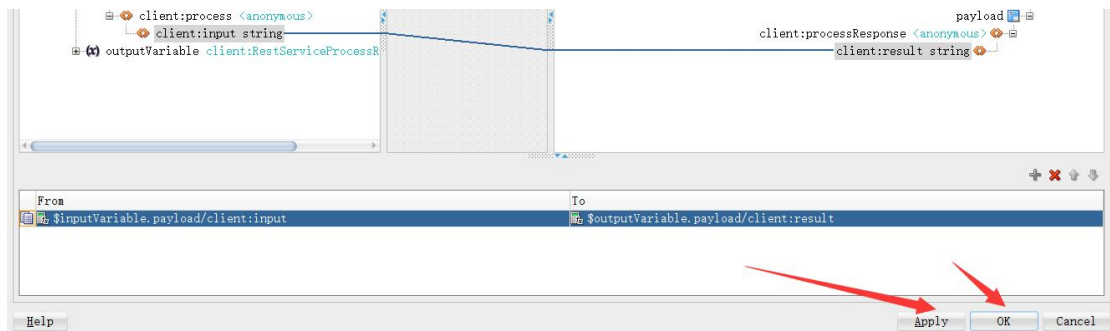 client:process <anonymous>
payload
client:input string
client:processResponse <anonymous>
(x) outputVariable client:RestServiceProcessR
client:result string
From
To
$inputVariable.payload/client:input
$outputVariable.payload/client:result
Help
Apply
OK
Cancel